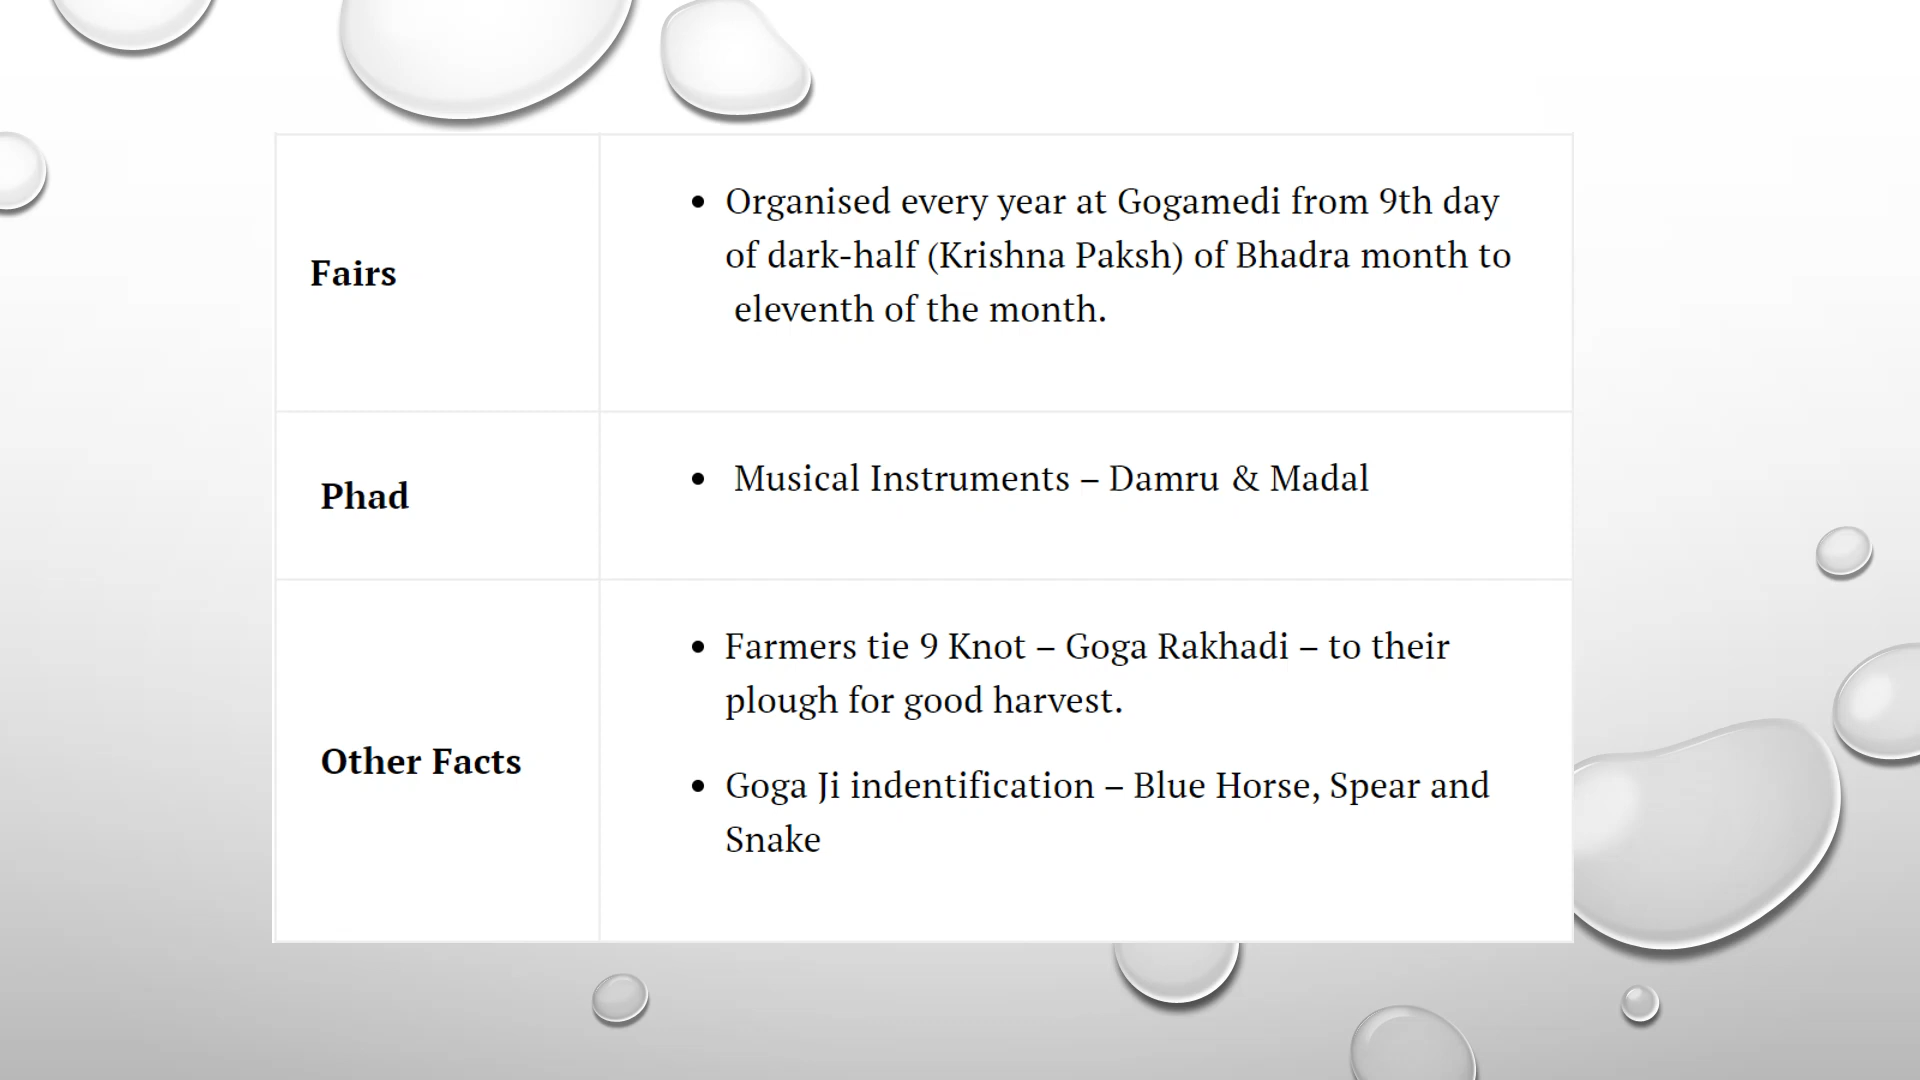 Fairs
• Organised every year at Gogamedi from 9th day
of dark-half (Krishna Paksh) of Bhadra month to
eleventh of the month.
Phad
• Musical Instruments – Damru & Madal
Other Facts
• Farmers tie 9 Knot – Goga Rakhadi – to their
plough for good harvest.
• Goga Ji indentification – Blue Horse, Spear and
Snake